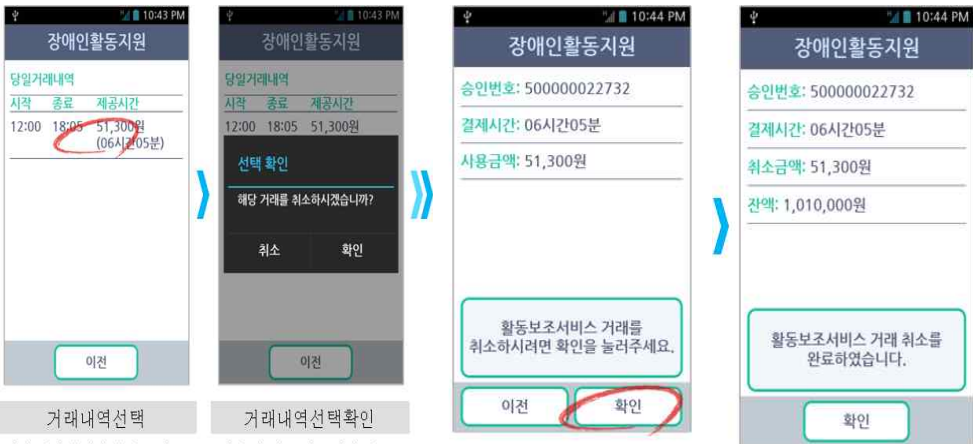 10:43 PM
장애인활동지원
당일거래내역
시작 종료 제공시간
12:00 18:05 51,300원
(06시간05분)
이전
거래내역선택
10:43 PM
장애인활동지원
당일거래내역
시작 종료 제공시간
12:00 18:05 51,300원
선택 확인
해당 거래를 취소하시겠습니까?
취소 확인
이전
거래내역선택확인
10:44 PM
장애인활동지원
승인번호: 500000022732
결제시간: 06시간05분
사용금액: 51,300원
활동보조서비스 거래를
취소하시려면 확인을 눌러주세요.
이전 확인
10:44 PM
장애인활동지원
승인번호: 500000022732
결제시간: 06시간05분
취소금액: 51,300원
잔액: 1,010,000원
활동보조서비스 거래 취소를
완료하였습니다.
확인